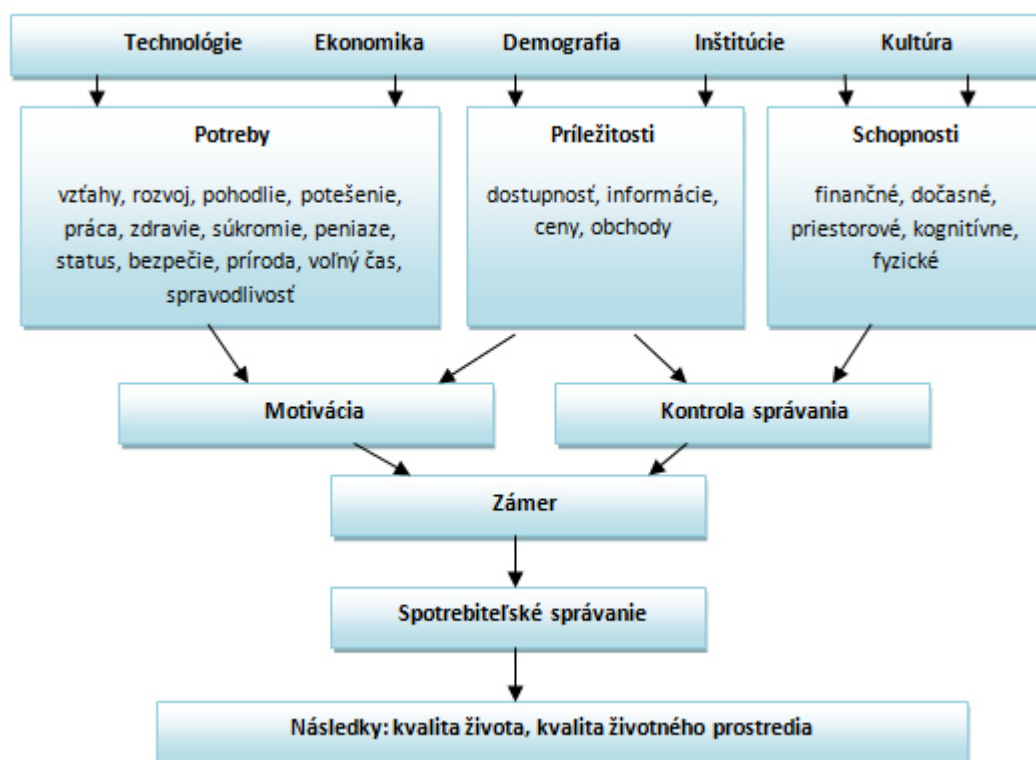 Technológie Ekonomika Demografia Inštitúcie Kultúra
Potreby
vzťahy, rozvoj, pohodlie, potešenie,
práca, zdravie, súkromie, peniaze,
status, bezpečie, príroda, voľný čas,
spravodlivosť
Príležitosti
dostupnosť, informácie,
ceny, obchody
Schopnosti
finančné, dočasné,
priestorové, kognitívne,
fyzické
Motivácia
Kontrola správania
Zámer
Spotrebiteľské správanie
Následky: kvalita života, kvalita životného prostredia